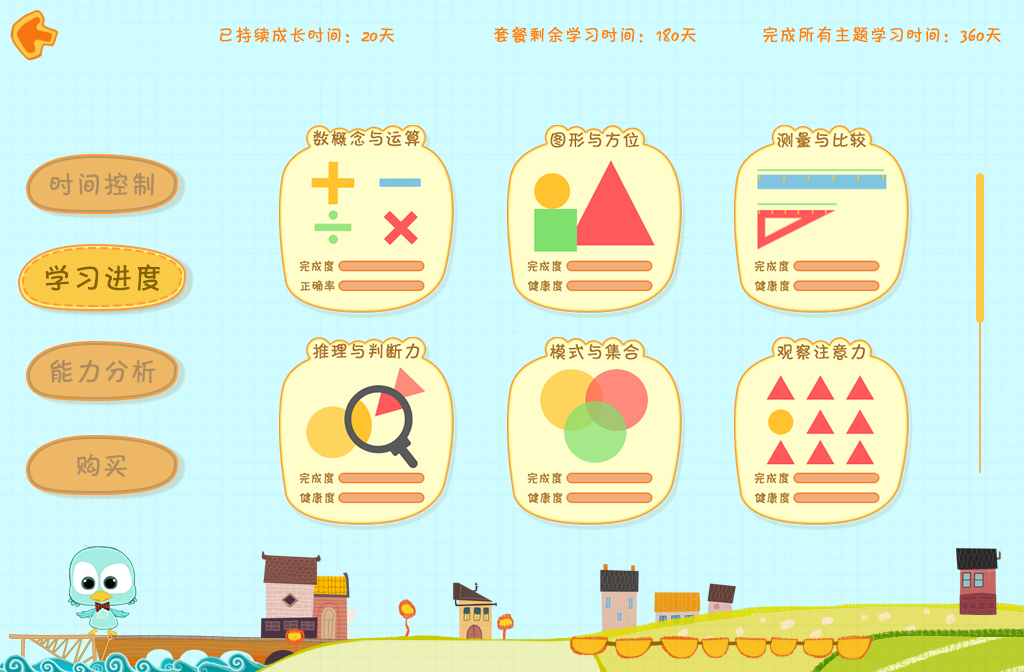 已持续成长时间：20天
套餐剩余学习时间：180天
完成所有主题学习时间：360天
时间控制
学习进度
能力分析
购买
数概念与运算
完成度
正确率
图形与方位
完成度
健康度
测量与比较
完成度
健康度
推理与判断力
完成度
健康度
模式与集合
完成度
健康度
观察注意力
完成度
健康度